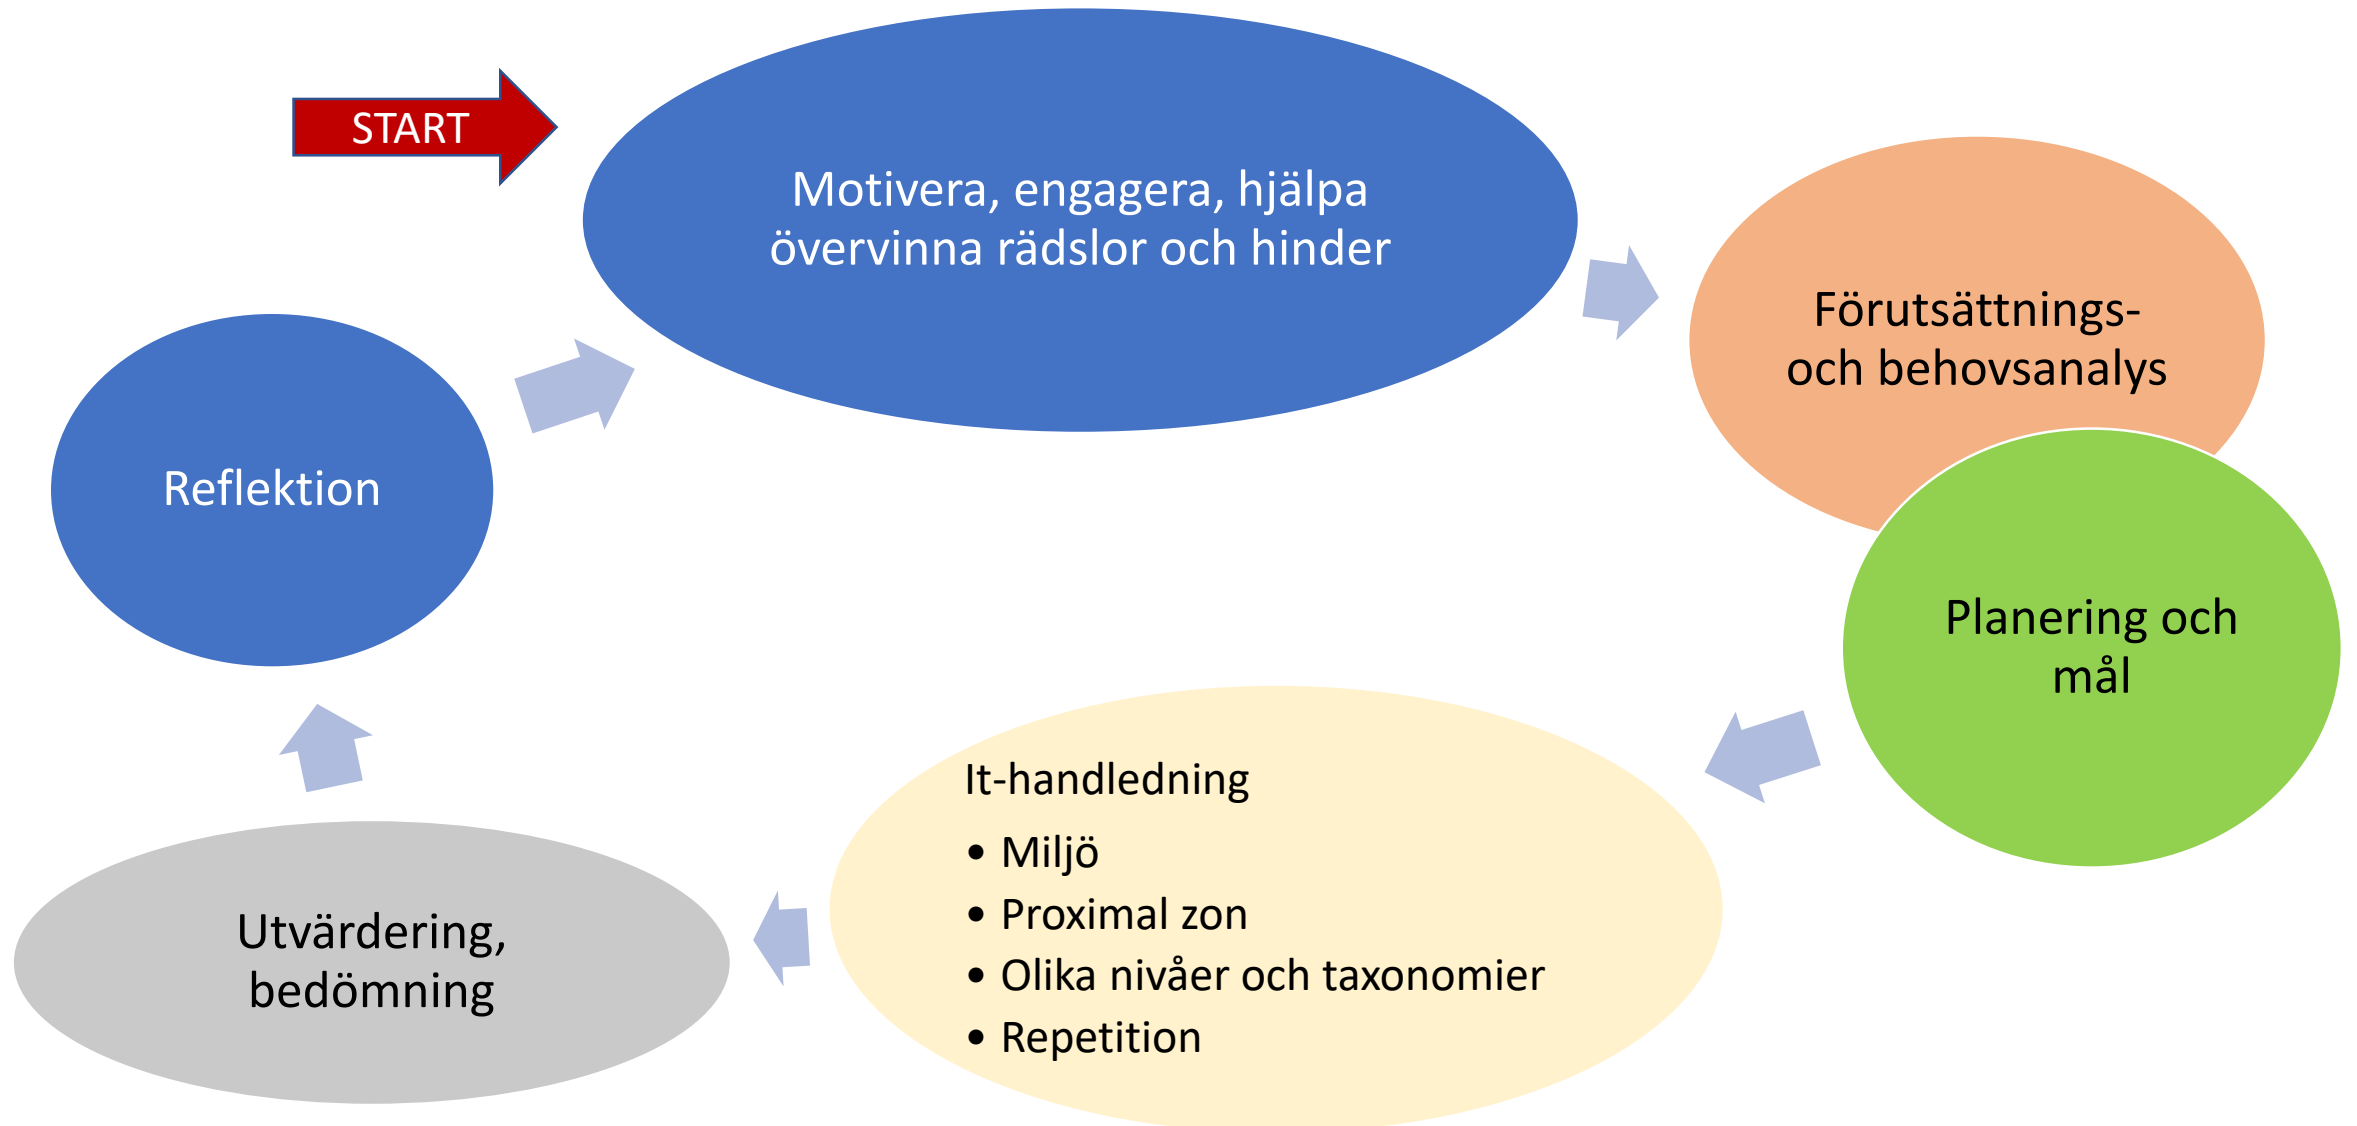 START
Motivera, engagera, hjälpa
övervinna rädslor och hinder
Förutsättnings-
och behovsanalys
Planering och
mål
It-handledning
• Miljö
• Proximal zon
• Olika nivåer och taxonomier
• Repetition
Utvärdering,
bedömning
Reflektion